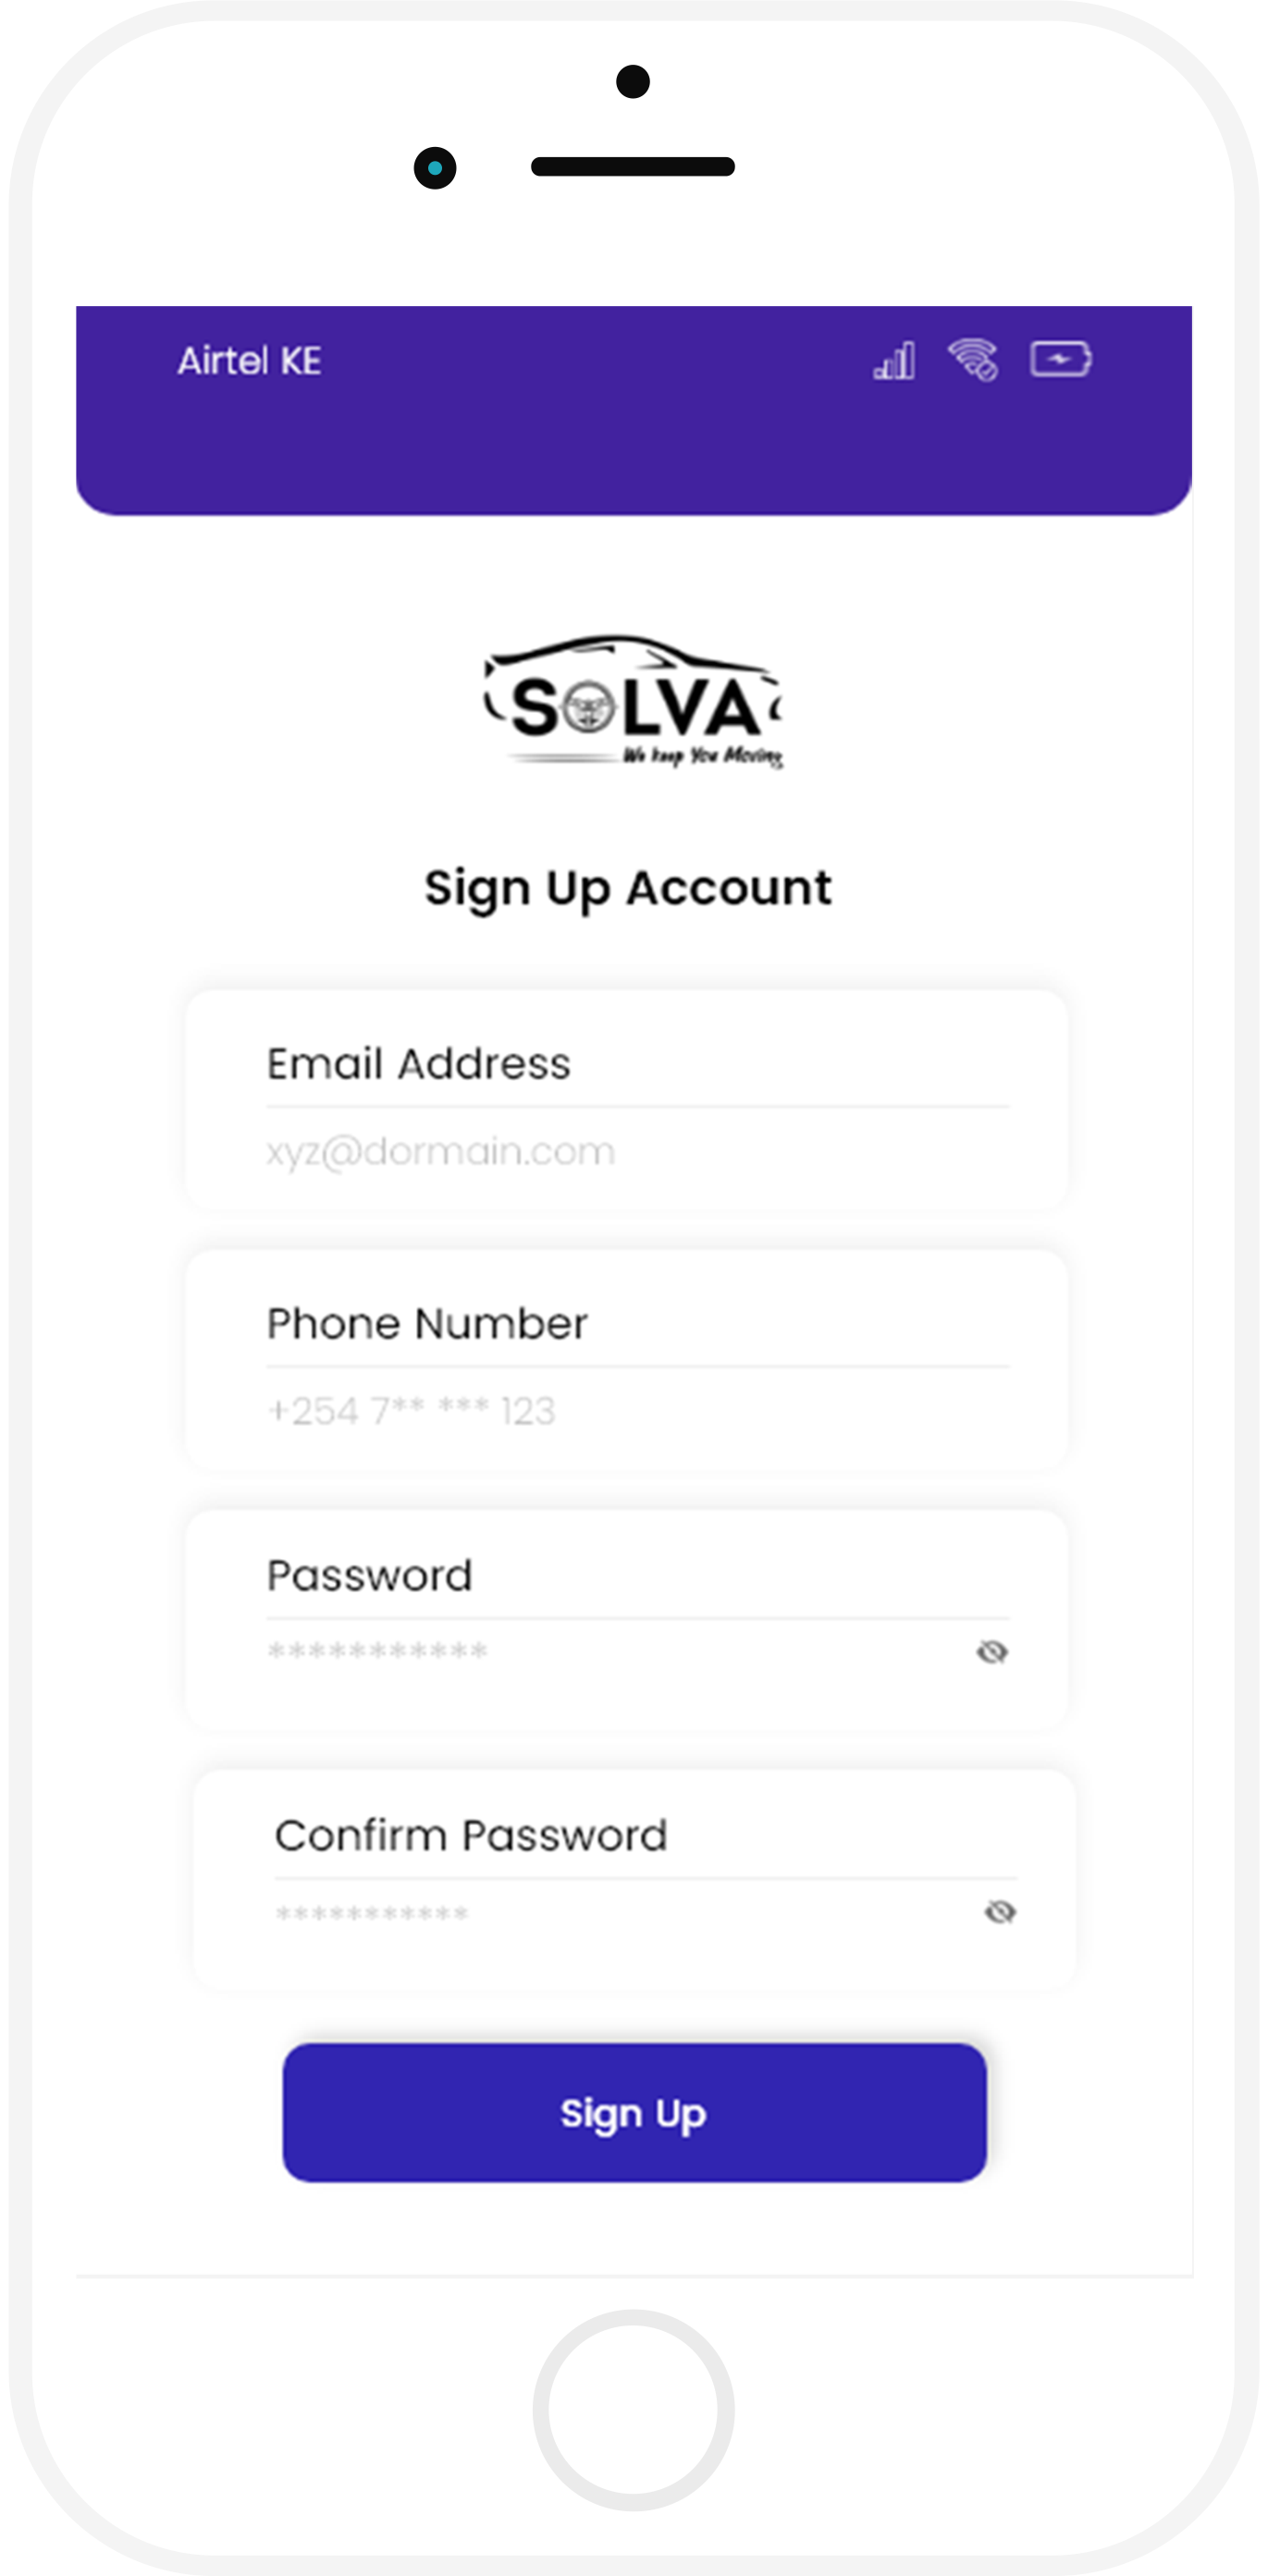 Airtel KE
SOLVA
We keep You Moving
Sign Up Account
Email Address
xyz@dormain.com
Phone Number
+254 7** *** 123
Password
***********
Confirm Password
***********
Sign Up